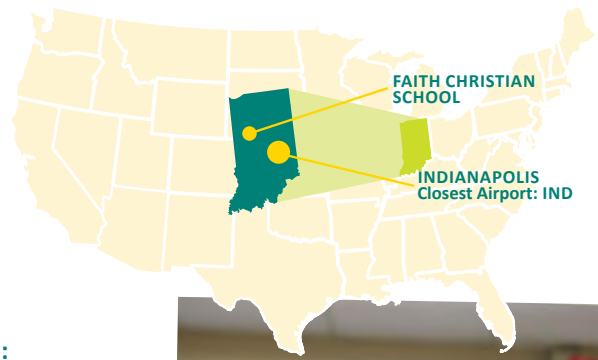 FAITH CHRISTIAN
SCHOOL
INDIANAPOLIS
Closest Airport: IND
: